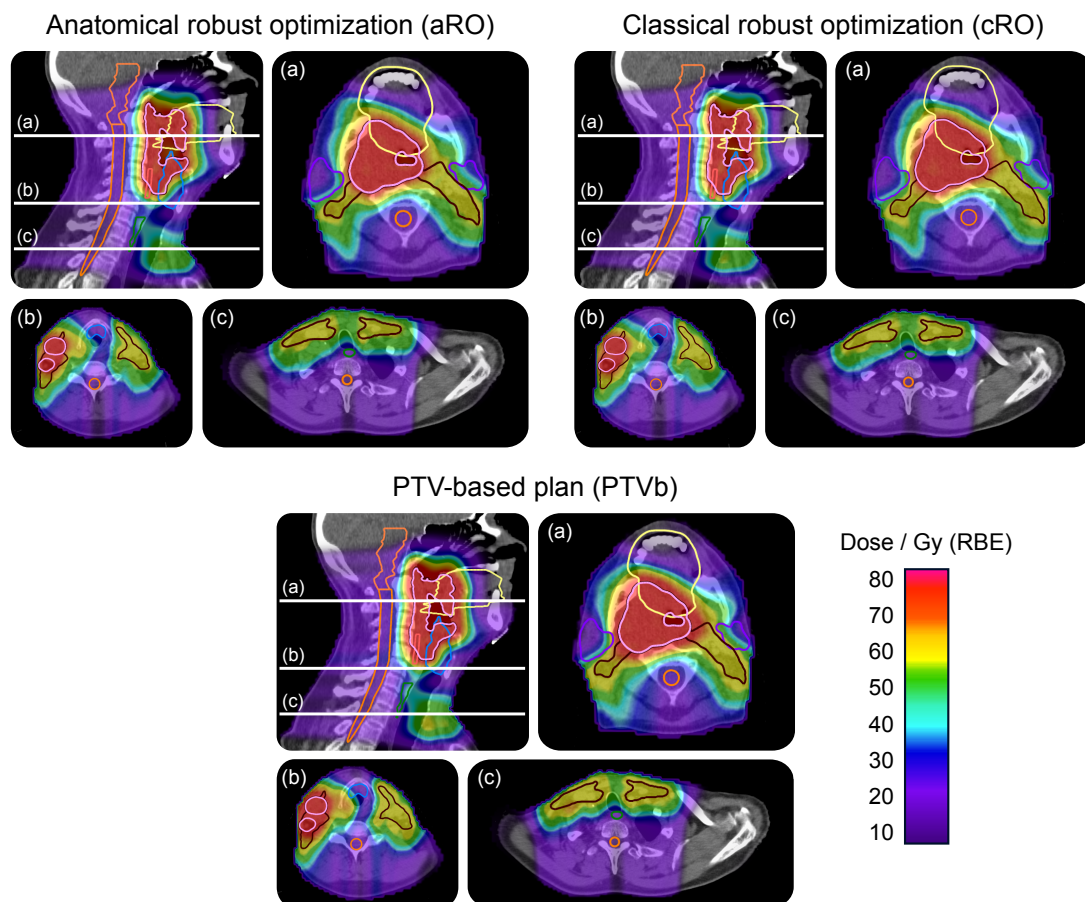 Anatomical robust optimization (aRO)
Classical robust optimization (cRO)
(a)
(b)
(c)
(a)
(b)
(c)
(a)
(b)
(c)
(a)
(b)
(c)
PTV-based plan (PTVb)
(a)
(b)
(c)
(a)
(b)
(c)
Dose / Gy (RBE)
80
70
60
50
40
30
20
10